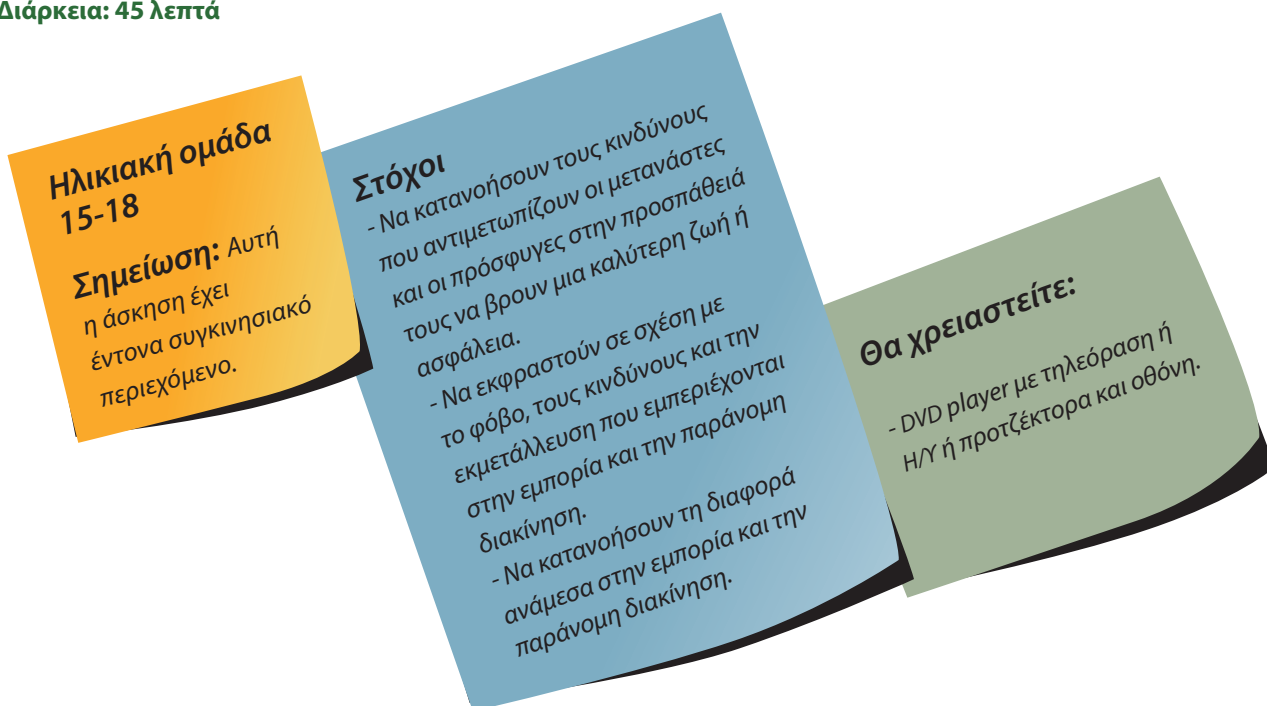 Διάρκεια: 45 λεπτά
Ηλικιακή ομάδα
15-18
Σημείωση: Αυτή
η άσκηση έχει
έντονα συγκινησιακό
περιεχόμενο.
Στόχοι
- Να κατανοήσουν τους κινδύνους
που αντιμετωπίζουν οι μετανάστες
και οι πρόσφυγες στην προσπάθειά
τους να βρουν μια καλύτερη ζωή ή
ασφάλεια.
- Να εκφραστούν σε σχέση με
το φόβο, τους κινδύνους και την
εκμετάλλευση που εμπεριέχονται
στην εμπορία και την παράνομη
διακίνηση.
- Να κατανοήσουν τη διαφορά
ανάμεσα στην εμπορία και την
παράνομη διακίνηση.
Θα χρειαστείτε:
- DVD player με τηλεόραση ή
Η/Υ ή προτζέκτορα και οθόνη.